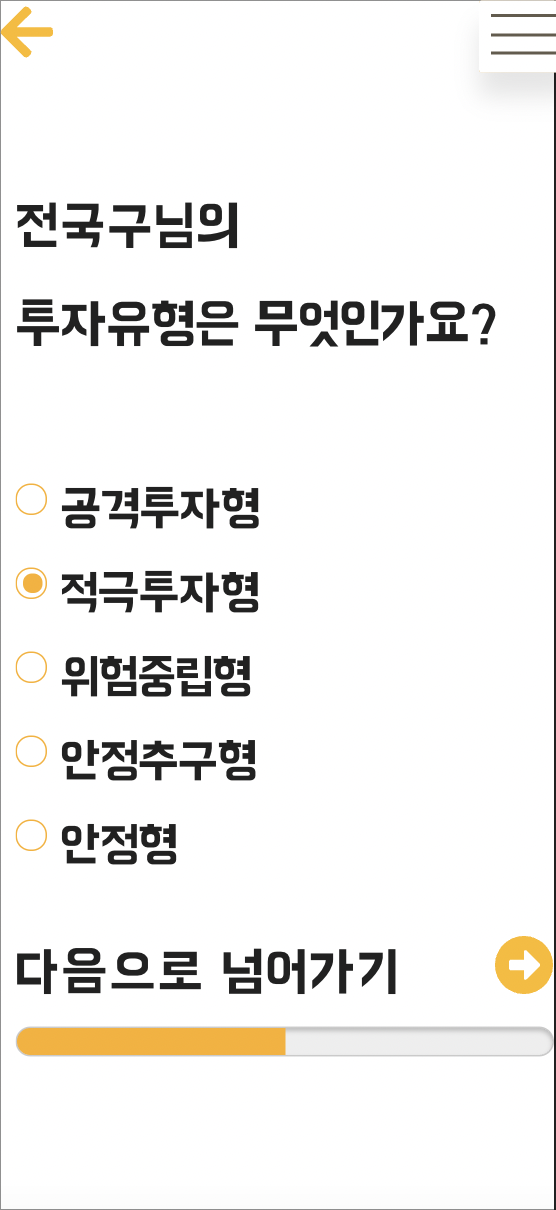 전국구님의
투자유형은 무엇인가요?
공격투자형
적극투자형
위험중립형
안정추구형
안정형
다음으로 넘어가기